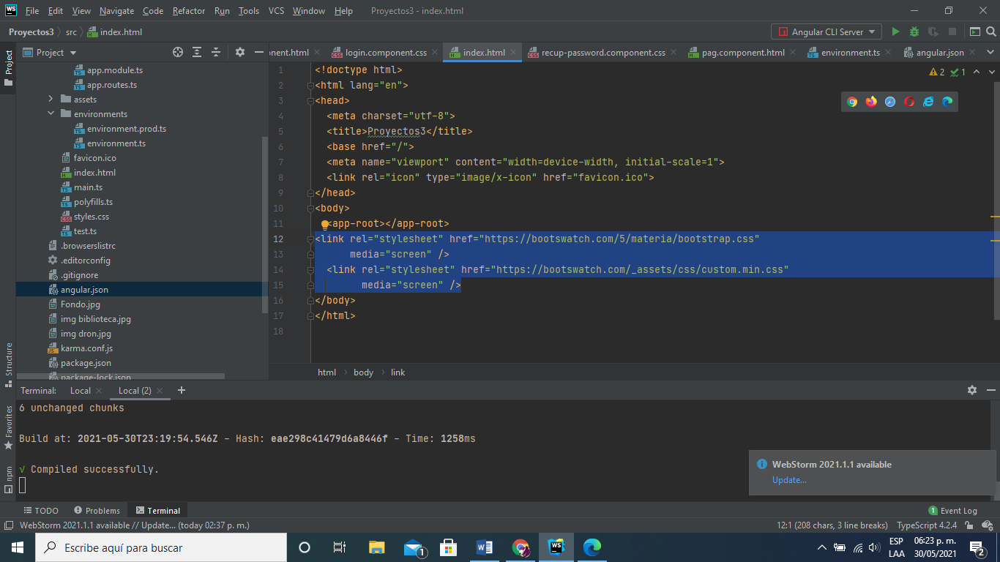 WS File Edit View Navigate Code Refactor Run Tools VCS Window Help Proyectos3 - index.html
Proyectos3 src index.html Angular CLI Server
Project nent.html login.component.css index.html recup-password.component.css pag.component.html environment.ts angular.json
Project
app.module.ts
app.routes.ts
assets
environments
environment.prod.ts
environment.ts
favicon.ico
index.html
main.ts
polyfills.ts
styles.css
test.ts
.browserslistrc
.editorconfig
.gitignore
angular.json
Fondo.jpg
img biblioteca.jpg
img dron.jpg
karma.conf.js
package.json
package-lock.json
2 1
1 <!doctype html>
2 <html lang="en">
3 <head>
4 <meta charset="utf-8">
5 <title>Proyectos3</title>
6 <base href="/">
7 <meta name="viewport" content="width=device-width, initial-scale=1">
8 <link rel="icon" type="image/x-icon" href="favicon.ico">
9 </head>
10 <body>
11 <app-root></app-root>
12 <link rel="stylesheet" href="https://bootswatch.com/5/materia/bootstrap.css"
13 media="screen" />
14 <link rel="stylesheet" href="https://bootswatch.com/_assets/css/custom.min.css"
15 media="screen" />
16 </body>
17 </html>
18
html body link
Structure
Favorites
npm
Terminal: Local Local (2)
6 unchanged chunks
Build at: 2021-05-30T23:19:54.546Z - Hash: eae298c41479d6a8446f - Time: 1258ms
√ Compiled successfully.
WebStorm 2021.1.1 available
Update...
TODO Problems Terminal 1 Event Log
WebStorm 2021.1.1 available // Update... (today 02:37 p. m.) 12:1 (208 chars, 3 line breaks) TypeScript 4.2.4
Escribe aquí para buscar 1 WS ESP 06:23 p. m.
LAA 30/05/2021 2